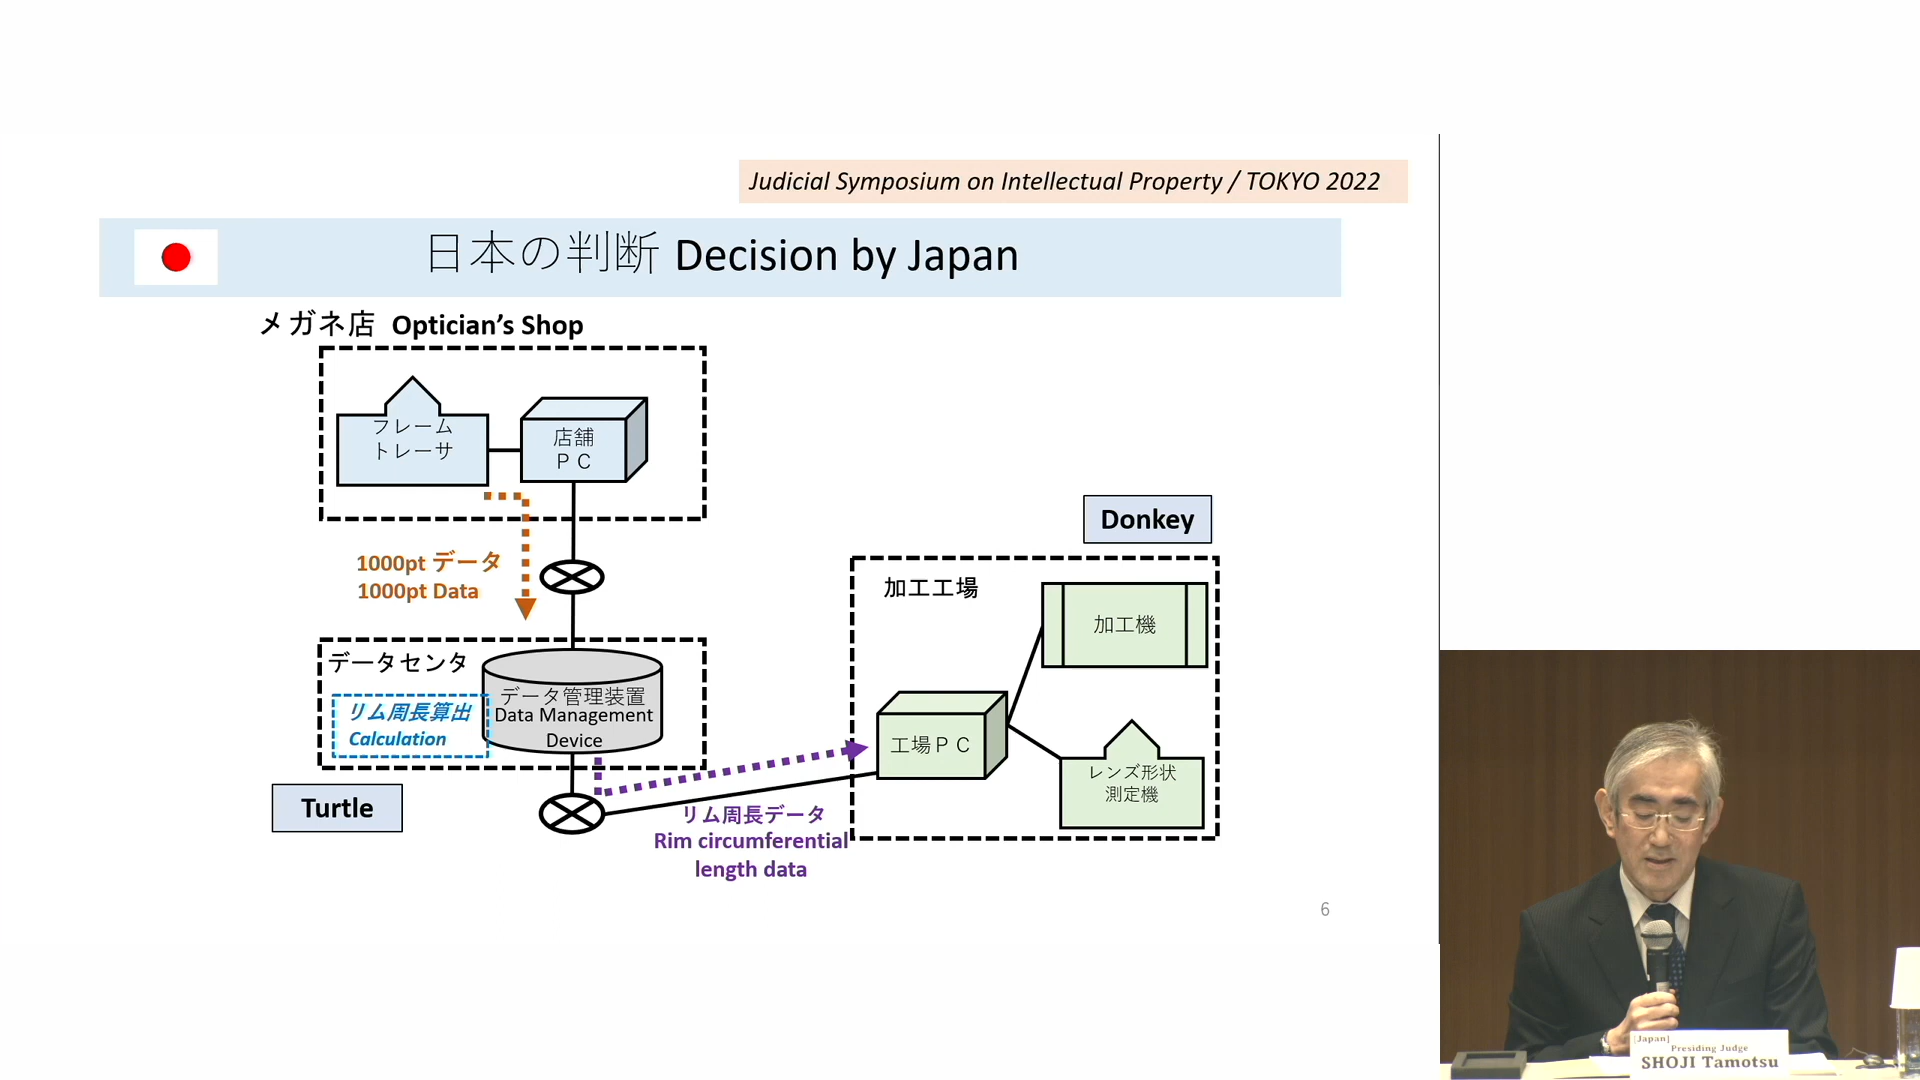 Judicial Symposium on Intellectual Property / TOKYO 2022
日本の判断 Decision by Japan
メガネ店 Optician's Shop
フレーム
トレーサ
店舗
ＰＣ
1000pt データ
1000pt Data
データセンタ
リム周長算出
Calculation
データ管理装置
Data Management
Device
Turtle
リム周長データ
Rim circumferential
length data
Donkey
加工工場
加工機
工場ＰＣ
レンズ形状
測定機
6
[Japan]
Presiding Judge
SHOJI Tamotsu